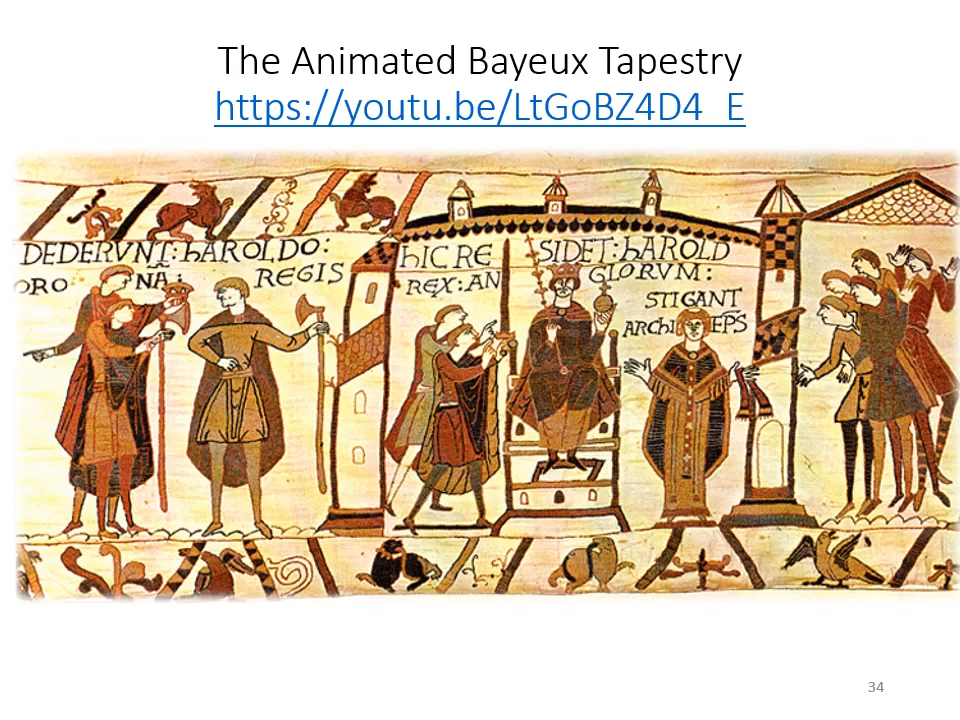 The Animated Bayeux Tapestry
https://youtu.be/LtGoBZ4D4_E
DEDERVNT: hAROLDO:
ORO NĀ:
REGIS
hIC RE SIDET: hAROLD
REX: AN GLORVM:
STIGANT
ARChI EPS
34